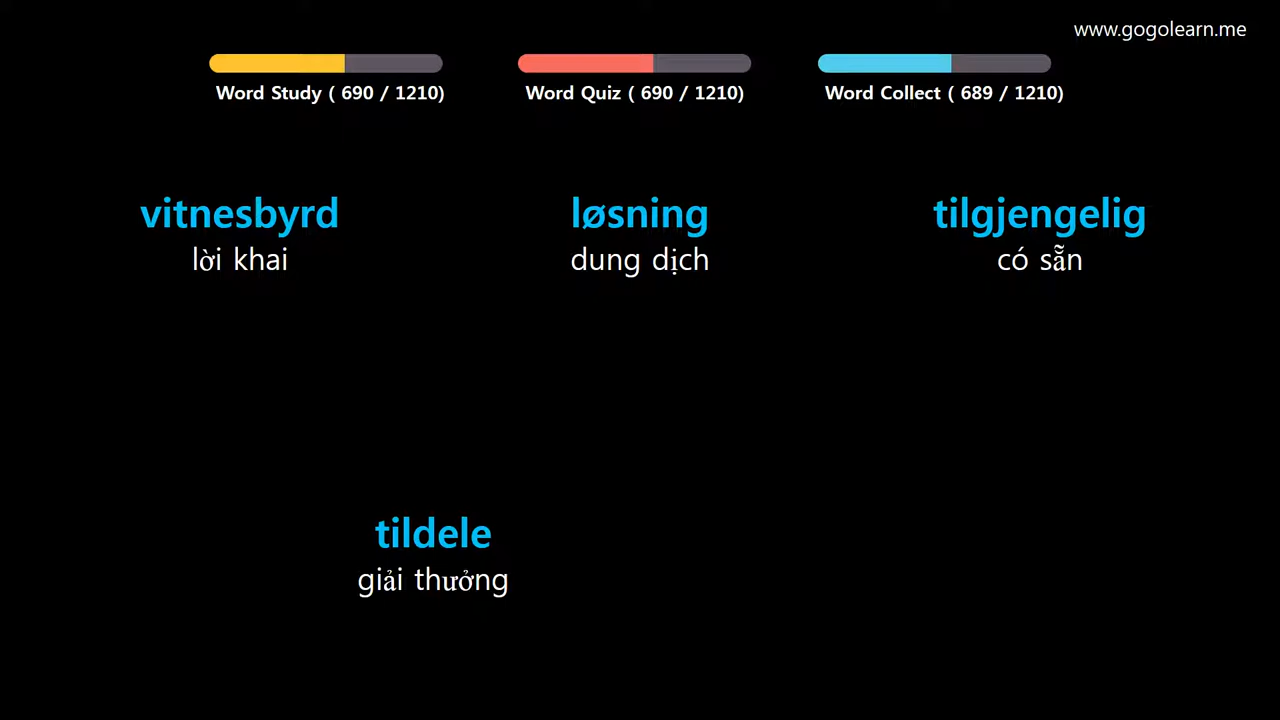 www.gogolearn.me
Word Study ( 690 / 1210)
Word Quiz ( 690 / 1210)
Word Collect ( 689 / 1210)
vitnesbyrd
lời khai
løsning
dung dịch
tilgjengelig
có sẵn
tildele
giải thưởng